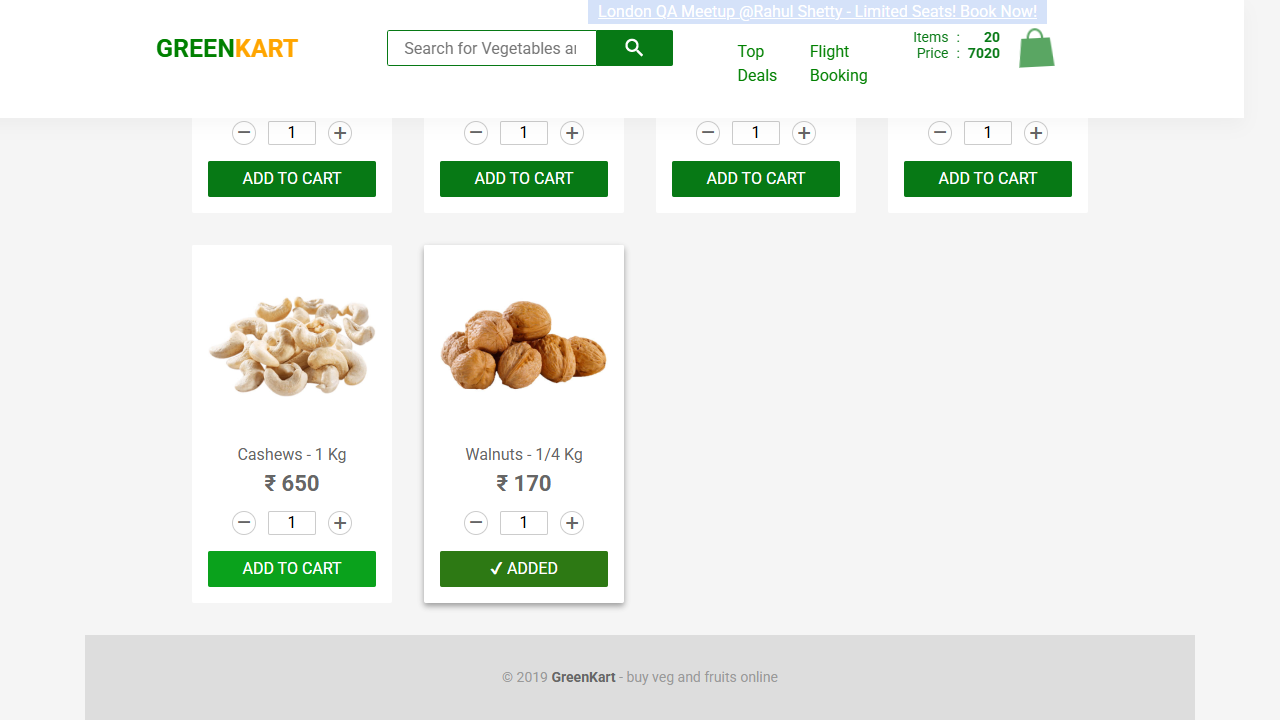 London QA Meetup @Rahul Shetty - Limited Seats! Book Now!
GREENKART
Search for Vegetables an
Top
Deals
Flight
Booking
Items : 20
Price : 7020
− 1 +
− 1 +
− 1 +
− 1 +
ADD TO CART
ADD TO CART
ADD TO CART
ADD TO CART
Cashews - 1 Kg
₹ 650
− 1 +
ADD TO CART
Walnuts - 1/4 Kg
₹ 170
− 1 +
✔ ADDED
© 2019 GreenKart - buy veg and fruits online